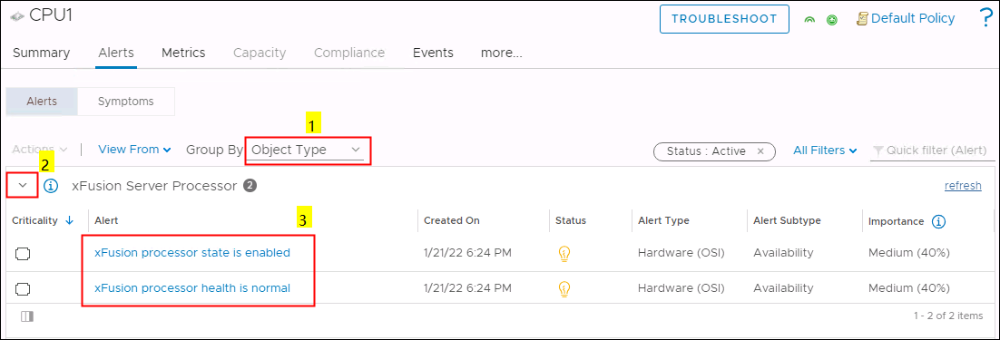 CPU1
TROUBLESHOOT
Default Policy
?
Summary Alerts Metrics Capacity Compliance Events more...
Alerts Symptoms
1
Actions View From Group By Object Type Status : Active × All Filters Quick filter (Alert)
2
xFusion Server Processor 2 refresh
3
Criticality Alert Created On Status Alert Type Alert Subtype Importance
xFusion processor state is enabled 1/21/22 6:24 PM Hardware (OSI) Availability Medium (40%)
xFusion processor health is normal 1/21/22 6:24 PM Hardware (OSI) Availability Medium (40%)
1 - 2 of 2 items